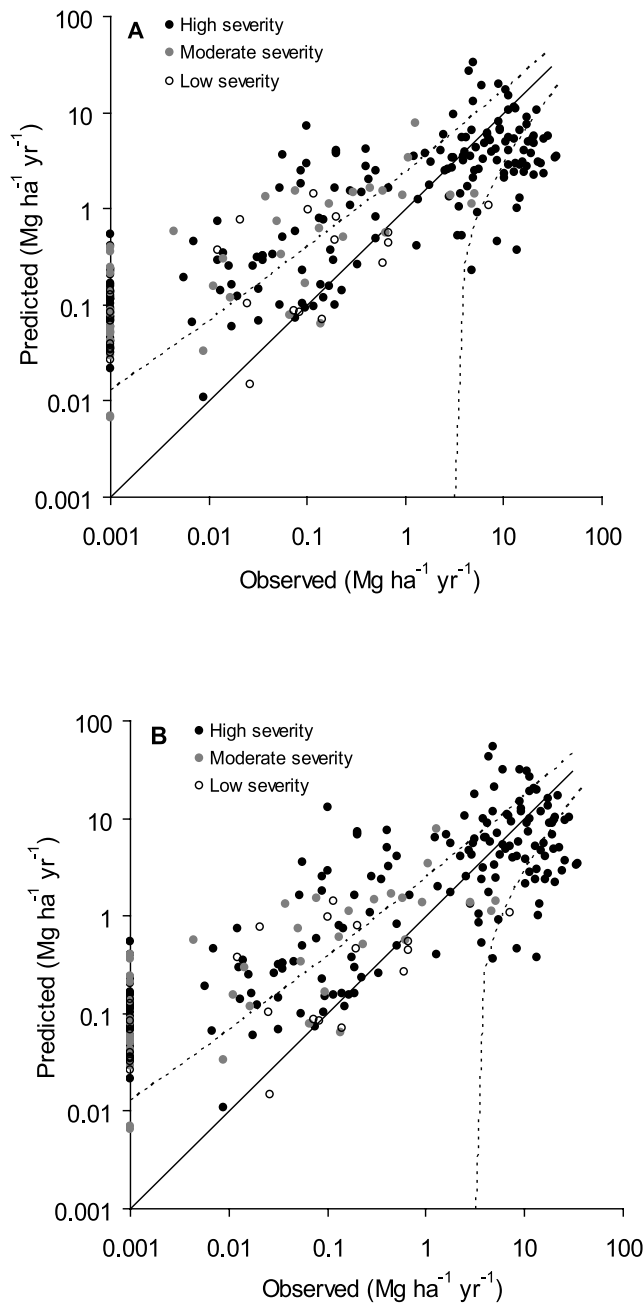 100
A
High severity
Moderate severity
Low severity
10
1
0.1
0.01
0.001
Predicted (Mg ha⁻¹ yr⁻¹)
0.001 0.01 0.1 1 10 100
Observed (Mg ha⁻¹ yr⁻¹)
100
B
High severity
Moderate severity
Low severity
10
1
0.1
0.01
0.001
Predicted (Mg ha⁻¹ yr⁻¹)
0.001 0.01 0.1 1 10 100
Observed (Mg ha⁻¹ yr⁻¹)